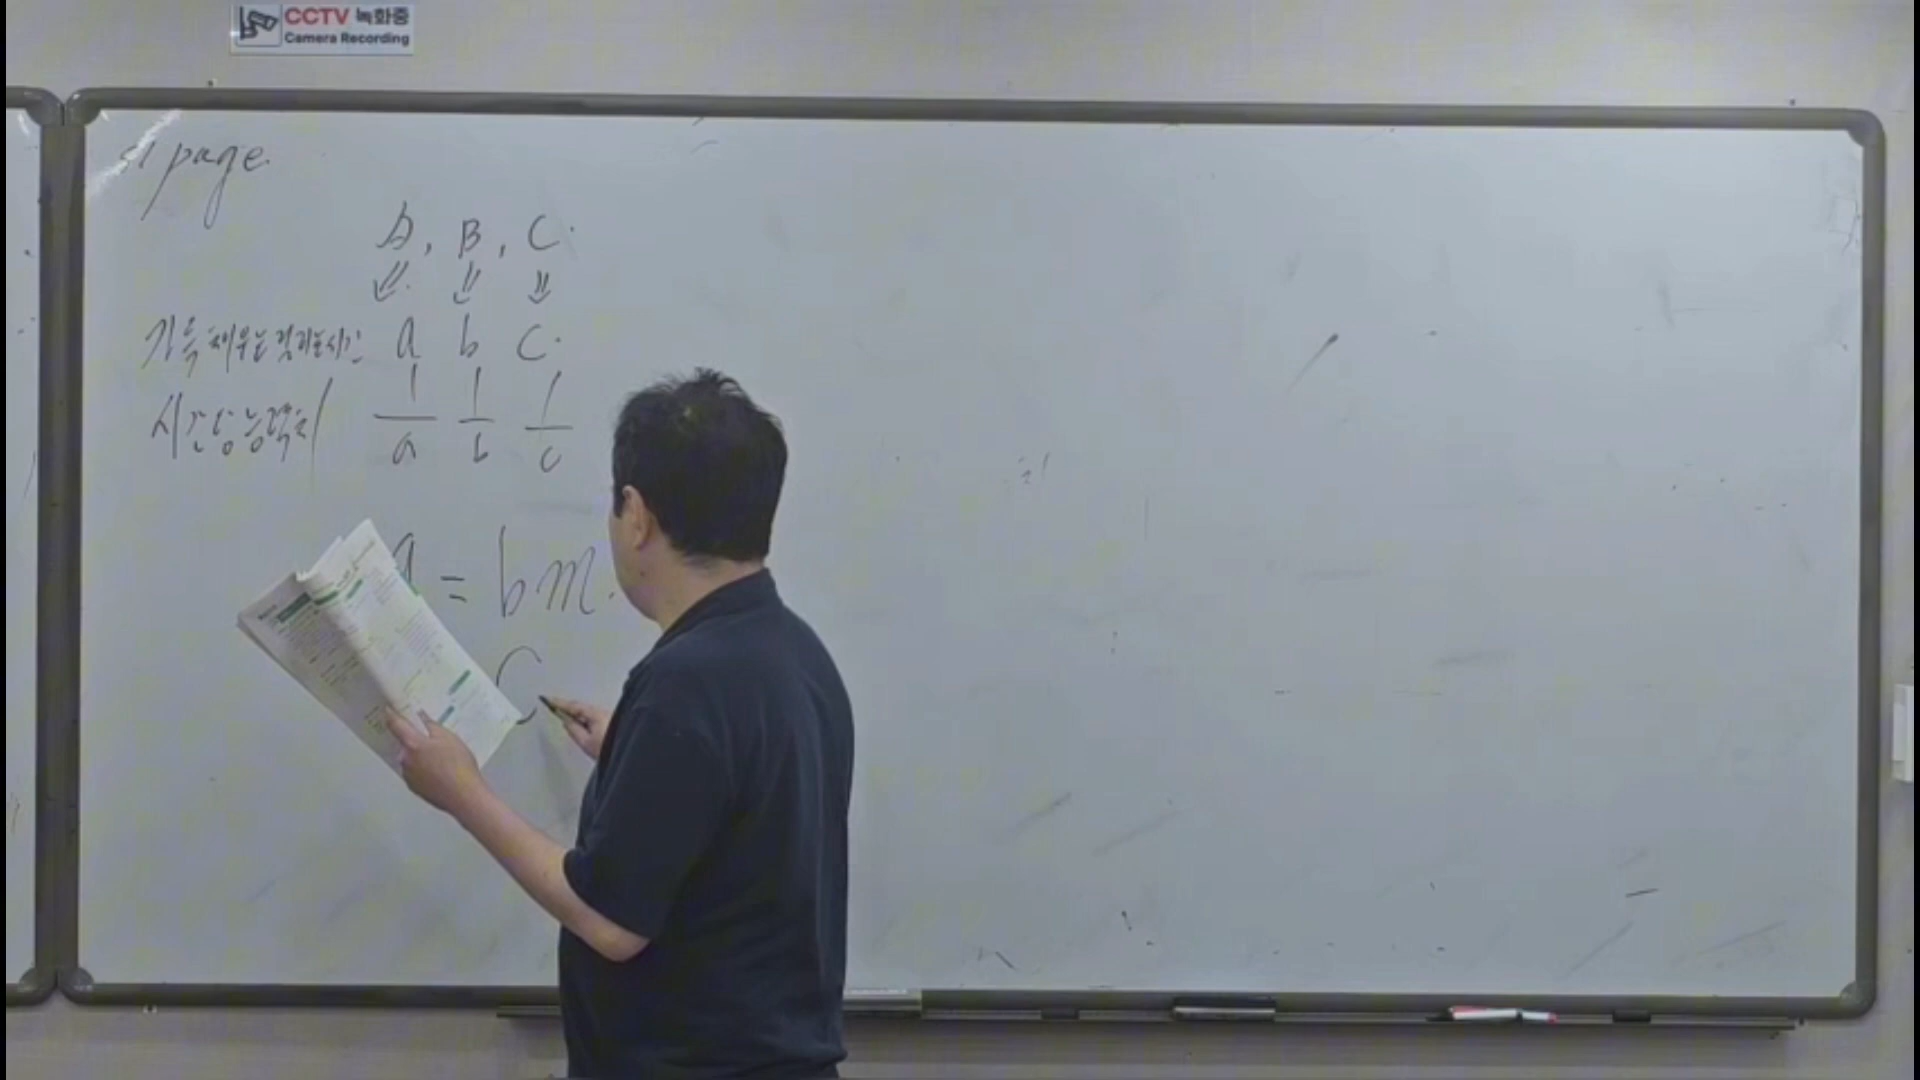 CCTV 녹화중
Camera Recording
page.
A, B, C.
가득 채우는 걸리는 시간 a b c.
시간당 능력치 1/a 1/b 1/c
a = bm.
C